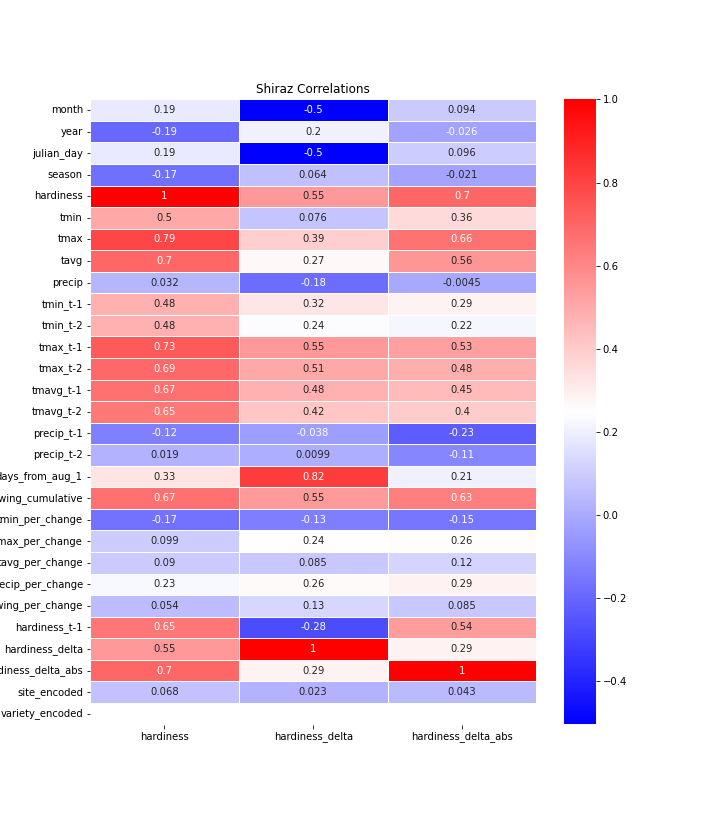 Shiraz Correlations
month 0.19 -0.5 0.094
year -0.19 0.2 -0.026
julian_day 0.19 -0.5 0.096
season -0.17 0.064 -0.021
hardiness 1 0.55 0.7
tmin 0.5 0.076 0.36
tmax 0.79 0.39 0.66
tavg 0.7 0.27 0.56
precip 0.032 -0.18 -0.0045
tmin_t-1 0.48 0.32 0.29
tmin_t-2 0.48 0.24 0.22
tmax_t-1 0.73 0.55 0.53
tmax_t-2 0.69 0.51 0.48
tmavg_t-1 0.67 0.48 0.45
tmavg_t-2 0.65 0.42 0.4
precip_t-1 -0.12 -0.038 -0.23
precip_t-2 0.019 0.0099 -0.11
days_from_aug_1 0.33 0.82 0.21
wing_cumulative 0.67 0.55 0.63
tmin_per_change -0.17 -0.13 -0.15
max_per_change 0.099 0.24 0.26
tavg_per_change 0.09 0.085 0.12
ecip_per_change 0.23 0.26 0.29
wing_per_change 0.054 0.13 0.085
hardiness_t-1 0.65 -0.28 0.54
hardiness_delta 0.55 1 0.29
diness_delta_abs 0.7 0.29 1
site_encoded 0.068 0.023 0.043
variety_encoded
hardiness hardiness_delta hardiness_delta_abs
1.0
0.8
0.6
0.4
0.2
0.0
−0.2
−0.4